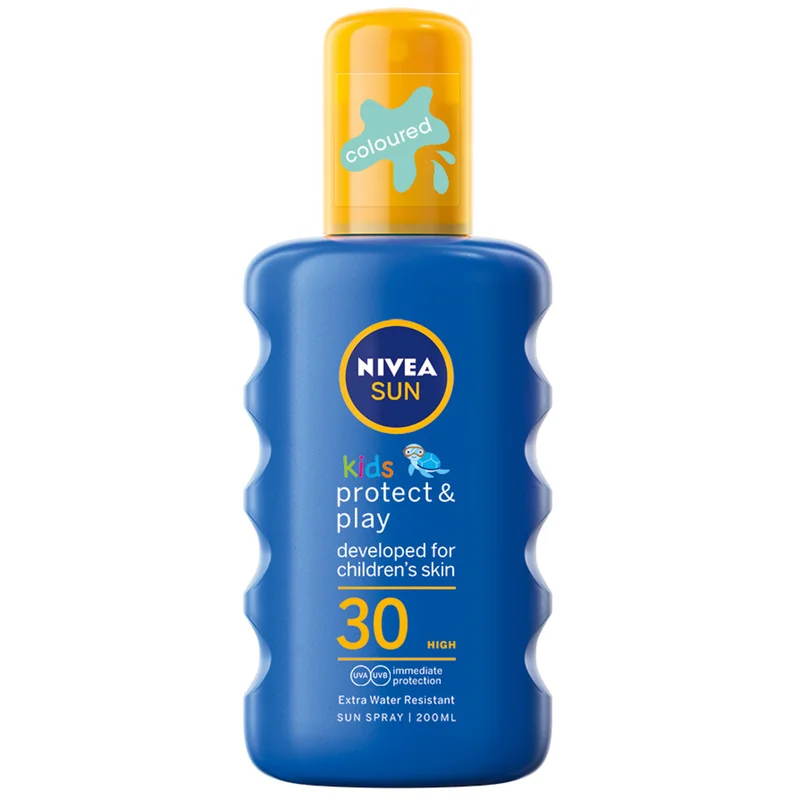 coloured
NIVEA
SUN
kids
protect &
play
developed for
children's skin
30 HIGH
UVA UVB immediate
protection
Extra Water Resistant
SUN SPRAY | 200ML